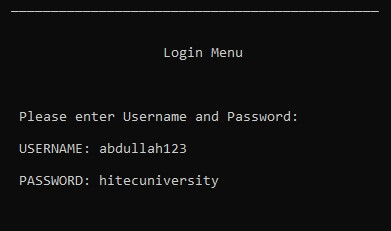 Login Menu
Please enter Username and Password:
USERNAME: abdullah123
PASSWORD: hitecuniversity